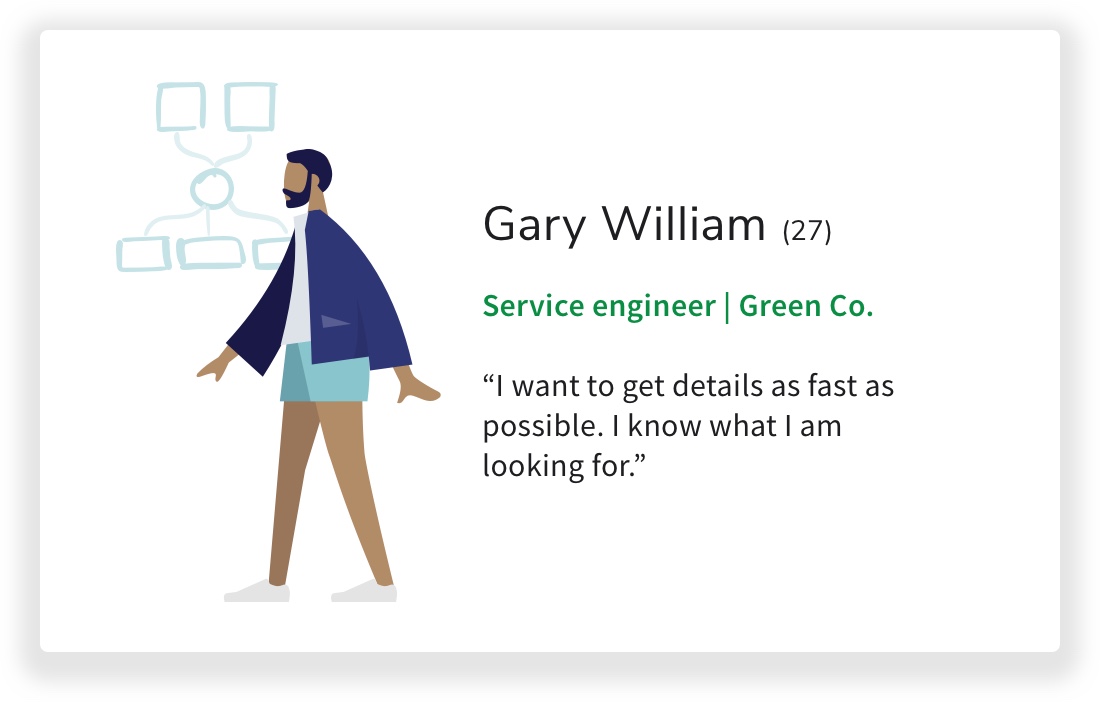 Gary William (27)
Service engineer | Green Co.
“I want to get details as fast as
possible. I know what I am
looking for.”